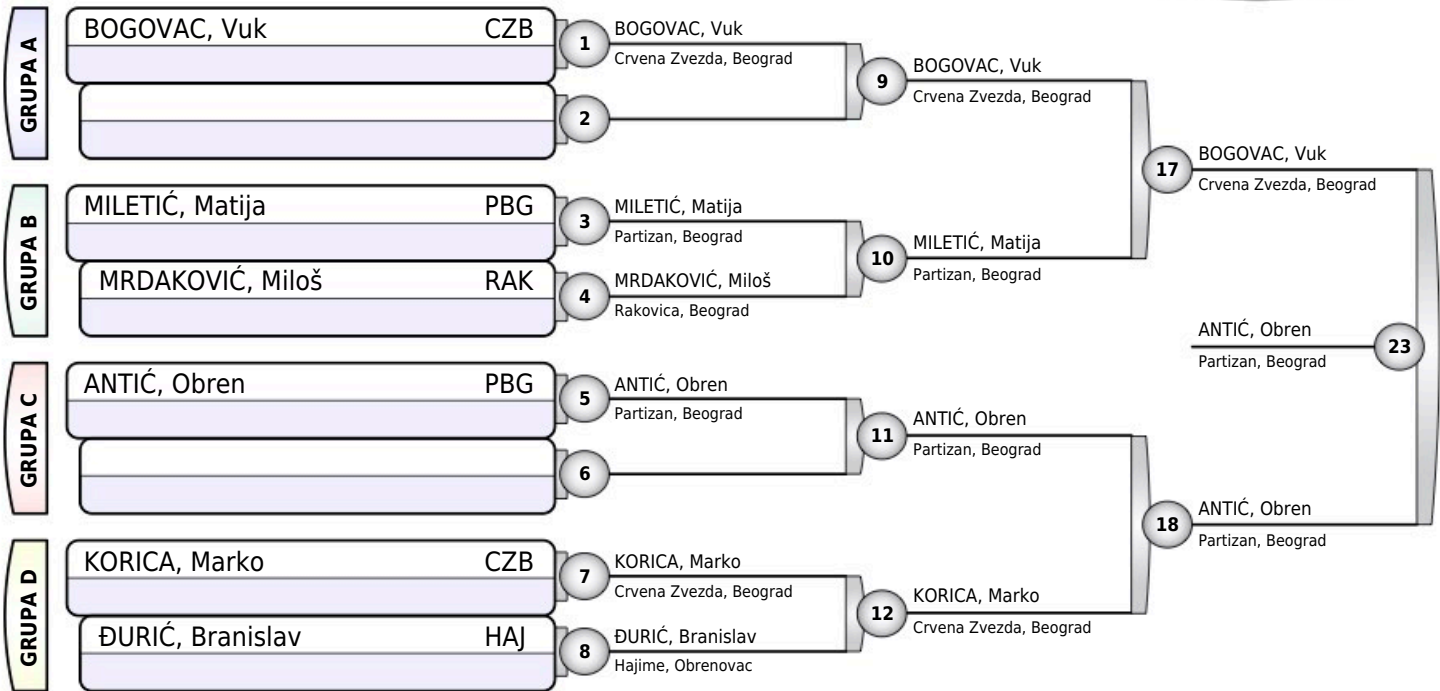 GRUPA A
BOGOVAC, Vuk CZB
1
BOGOVAC, Vuk
Crvena Zvezda, Beograd
2
9
BOGOVAC, Vuk
Crvena Zvezda, Beograd
GRUPA B
MILETIĆ, Matija PBG
3
MILETIĆ, Matija
Partizan, Beograd
MRDAKOVIĆ, Miloš RAK
4
MRDAKOVIĆ, Miloš
Rakovica, Beograd
10
MILETIĆ, Matija
Partizan, Beograd
17
BOGOVAC, Vuk
Crvena Zvezda, Beograd
GRUPA C
ANTIĆ, Obren PBG
5
ANTIĆ, Obren
Partizan, Beograd
6
11
ANTIĆ, Obren
Partizan, Beograd
GRUPA D
KORICA, Marko CZB
7
KORICA, Marko
Crvena Zvezda, Beograd
ĐURIĆ, Branislav HAJ
8
ĐURIĆ, Branislav
Hajime, Obrenovac
12
KORICA, Marko
Crvena Zvezda, Beograd
18
ANTIĆ, Obren
Partizan, Beograd
ANTIĆ, Obren
Partizan, Beograd
23